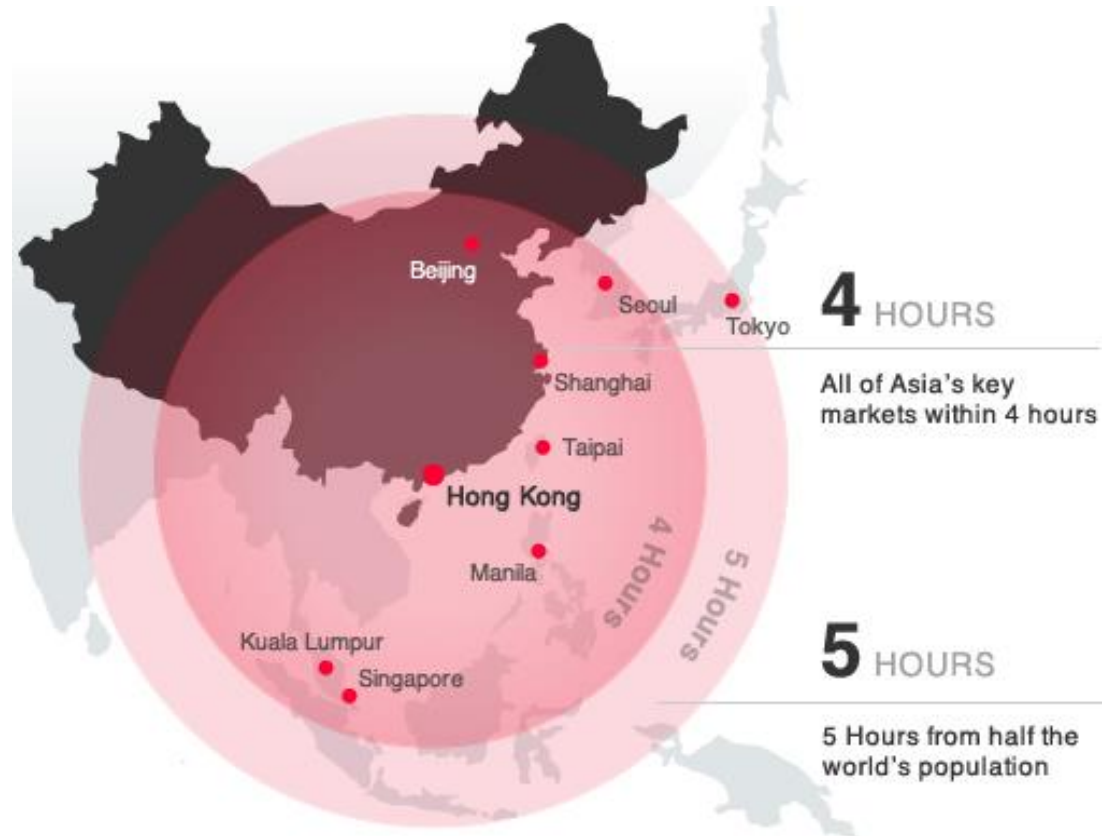 Beijing
Seoul
Tokyo
4 HOURS
Shanghai
All of Asia's key
markets within 4 hours
Taipai
Hong Kong
4 Hours
5 Hours
Manila
Kuala Lumpur
Singapore
5 HOURS
5 Hours from half the
world's population